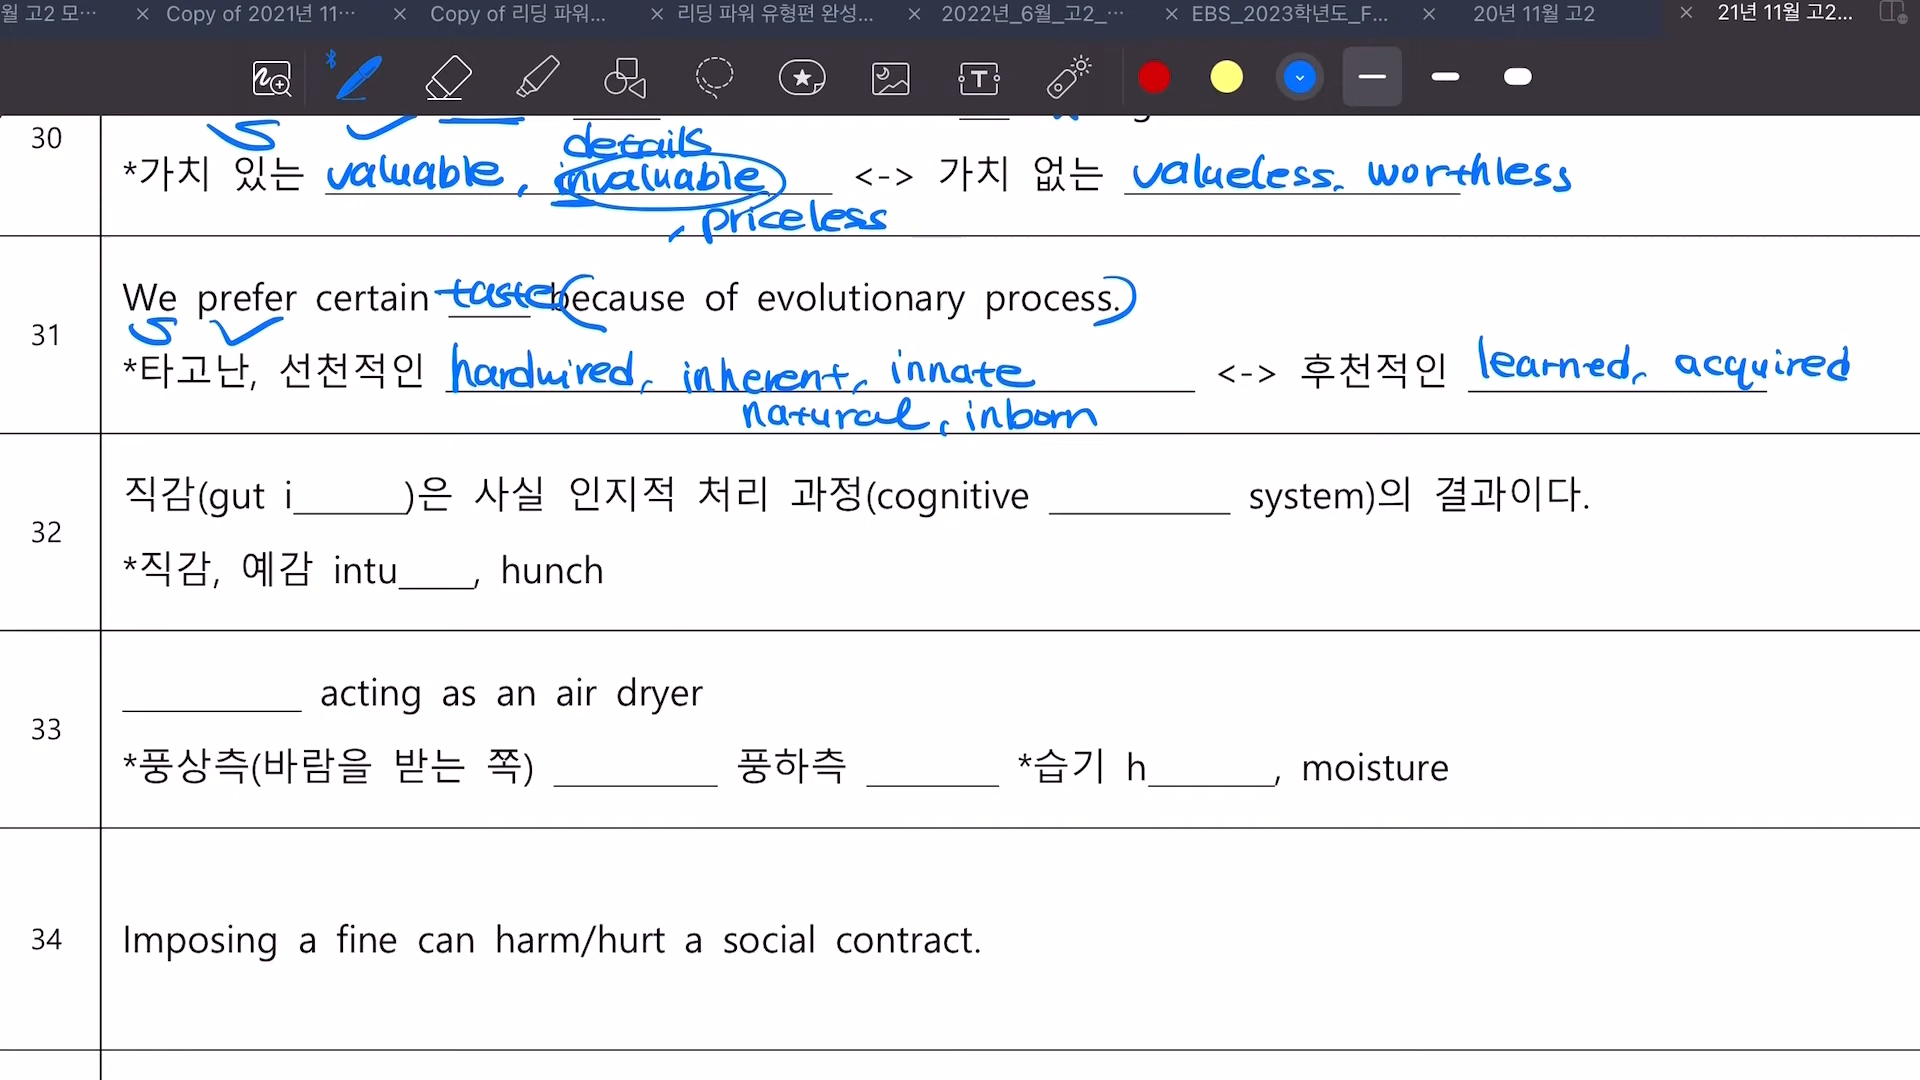 월 고2 모··· × Copy of 2021년 11··· × Copy of 리딩 파워... × 리딩 파워 유형편 완성... × 2022년_6월_고2_··· × EBS_2023학년도_F... × 20년 11월 고2 × 21년 11월 고2...
30
details
*가치 있는 valuable, invaluable <-> 가치 없는 valueless, worthless
, priceless
We prefer certain taste because of evolutionary process.
S
31
*타고난, 선천적인 hardwired, inherent, innate <-> 후천적인 learned, acquired
natural, inborn
직감(gut i______)은 사실 인지적 처리 과정(cognitive _________ system)의 결과이다.
32
*직감, 예감 intu____, hunch
_________ acting as an air dryer
33
*풍상측(바람을 받는 쪽) ________ 풍하측 _______ *습기 h______, moisture
34 Imposing a fine can harm/hurt a social contract.